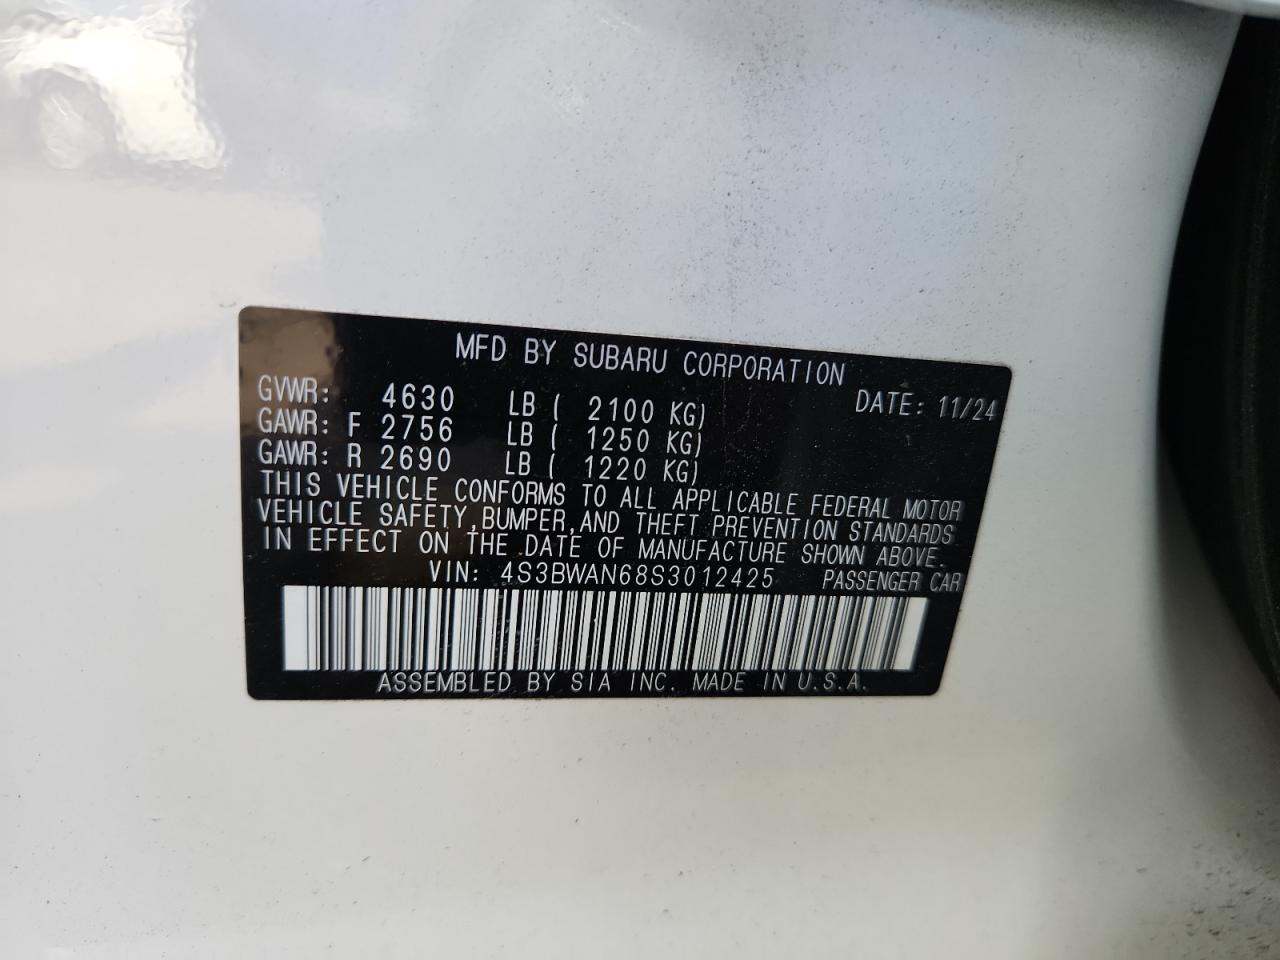 MFD BY SUBARU CORPORATION
GVWR: 4630 LB ( 2100 KG) DATE: 11/24
GAWR: F 2756 LB ( 1250 KG)
GAWR: R 2690 LB ( 1220 KG)
THIS VEHICLE CONFORMS TO ALL APPLICABLE FEDERAL MOTOR
VEHICLE SAFETY, BUMPER, AND THEFT PREVENTION STANDARDS
IN EFFECT ON THE DATE OF MANUFACTURE SHOWN ABOVE.
VIN: 4S3BWAN68S3012425 PASSENGER CAR
ASSEMBLED BY SIA INC. MADE IN U.S.A.